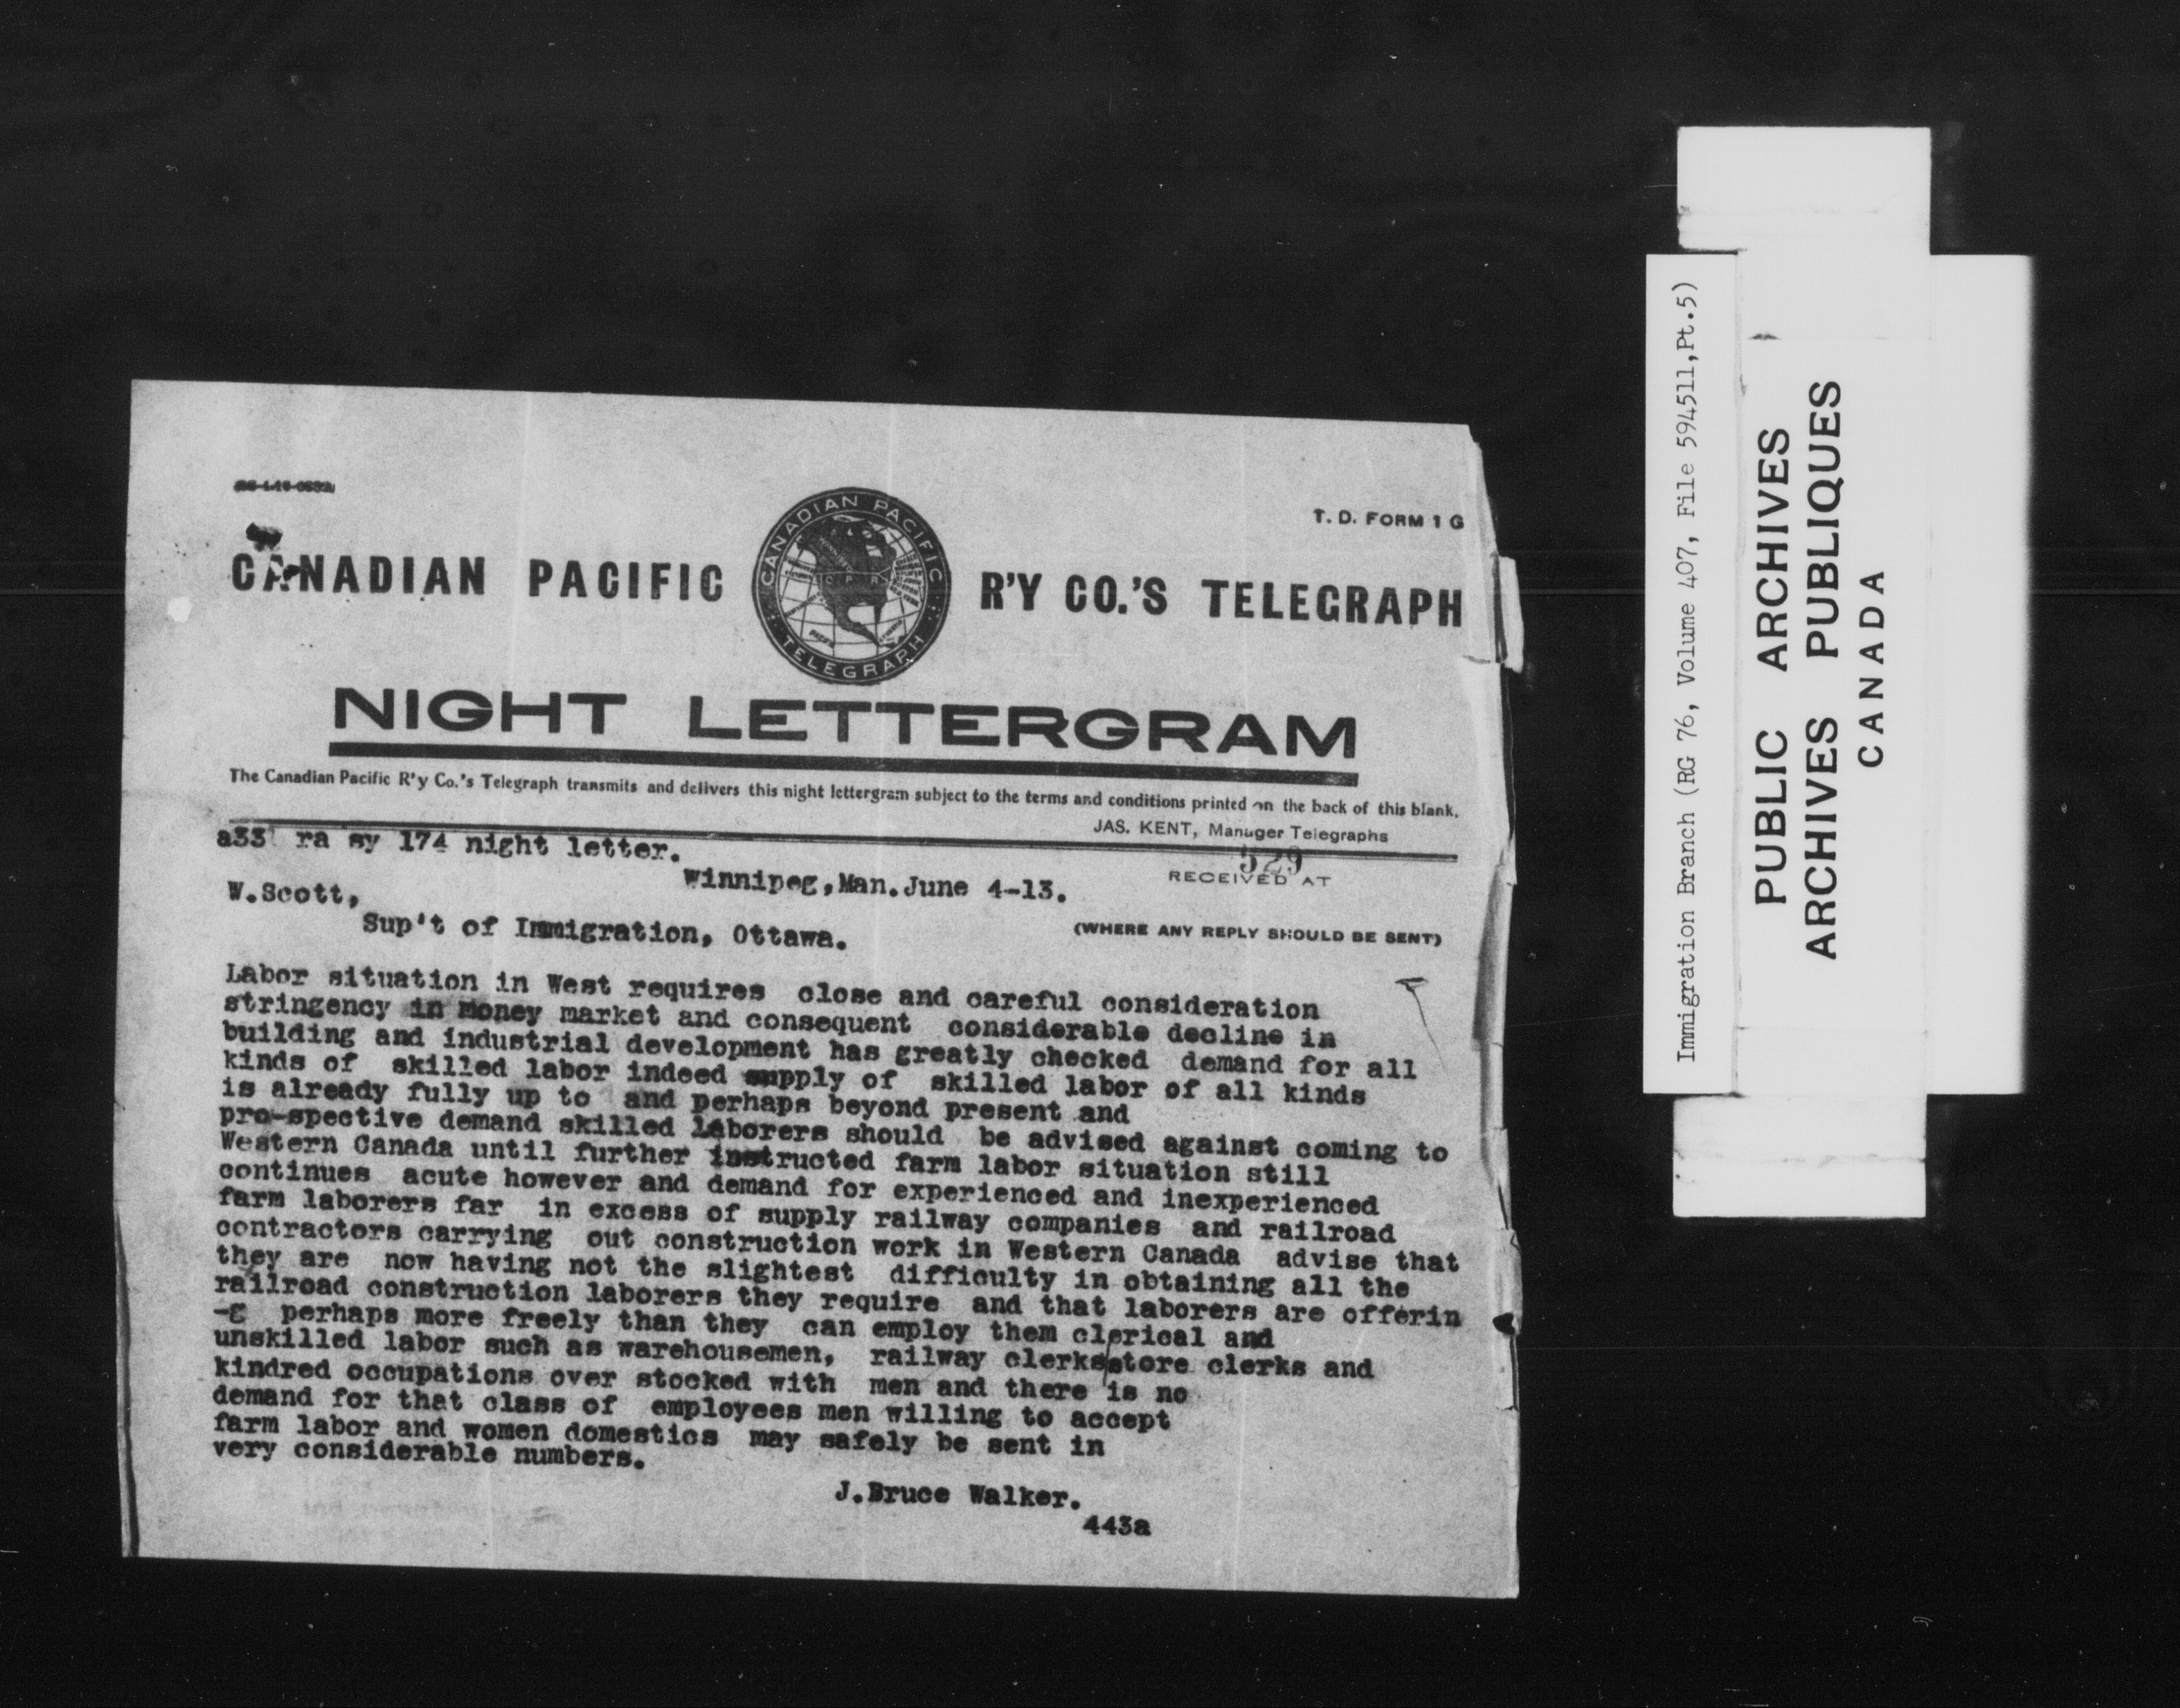 T. D. FORM 1 G
CANADIAN PACIFIC R'Y CO.'S TELEGRAPH
CANADIAN PACIFIC
C P R
PACIFIC
TELEGRAPH
NIGHT LETTERGRAM
The Canadian Pacific R'y Co.'s Telegraph transmits and delivers this night lettergram subject to the terms and conditions printed on the back of this blank.
JAS. KENT, Manager Telegraphs
a33 ra sy 174 night letter.
529
RECEIVED AT
Winnipeg,Man.June 4-13.
W.Scott,
Sup't of Immigration, Ottawa.
(WHERE ANY REPLY SHOULD BE SENT)
Labor situation in West requires close and careful consideration
stringency in money market and consequent considerable decline in
building and industrial development has greatly checked demand for all
kinds of skilled labor indeed supply of skilled labor of all kinds
is already fully up to and perhaps beyond present and
pro-spective demand skilled laborers should be advised against coming to
Western Canada until further instructed farm labor situation still
continues acute however and demand for experienced and inexperienced
farm laborers far in excess of supply railway companies and railroad
contractors carrying out construction work in Western Canada advise that
they are now having not the slightest difficulty in obtaining all the
railroad construction laborers they require and that laborers are offerin
-g perhaps more freely than they can employ them clerical and
unskilled labor such as warehousemen, railway clerks/store clerks and
kindred occupations over stocked with men and there is no
demand for that class of employees men willing to accept
farm labor and women domestics may safely be sent in
very considerable numbers.
J.Bruce Walker.
443a
Immigration Branch (RG 76, Volume 407, File 594511,Pt.5)
PUBLIC ARCHIVES
ARCHIVES PUBLIQUES
CANADA